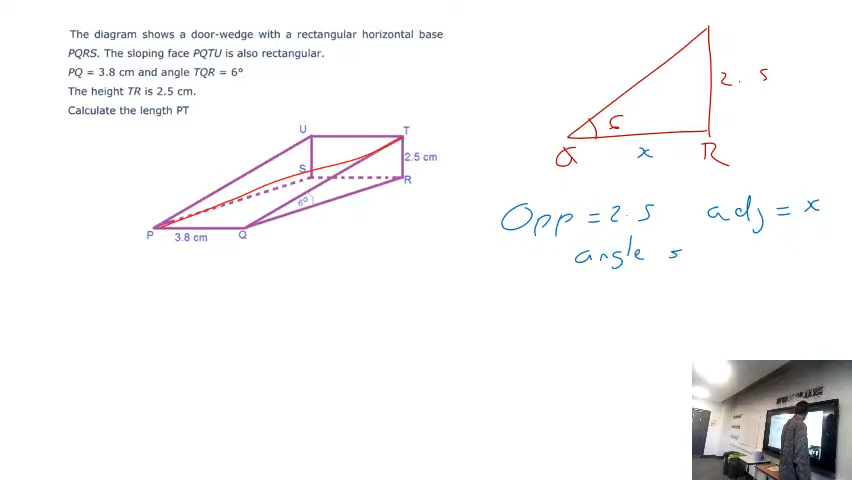 The diagram shows a door-wedge with a rectangular horizontal base
PQRS. The sloping face PQTU is also rectangular.
PQ = 3.8 cm and angle TQR = 6°
The height TR is 2.5 cm.
Calculate the length PT
U
T
2.5 cm
S
R
6°
P
3.8 cm
Q
2.5
6
Q
x
R
Opp = 2.5 adj = x
angle